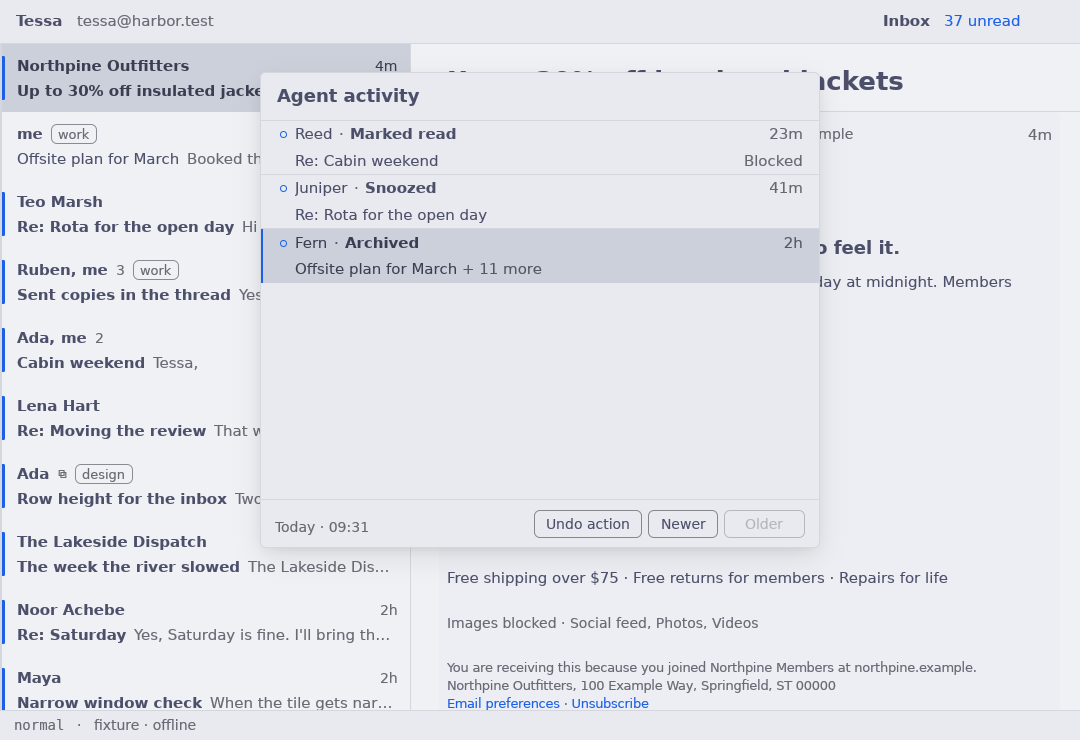 Tessa tessa@harbor.test
Inbox 37 unread
Northpine Outfitters 4m
Up to 30% off insulated
me work
Offsite plan for March Booked
Teo Marsh
Re: Rota for the open day Hi
Ruben, me 3 work
Sent copies in the thread Yes
Ada, me 2
Cabin weekend Tessa,
Lena Hart
Re: Moving the review That
Ada design
Row height for the inbox
The Lakeside Dispatch
The week the river slowed The Lakeside Dis…
Noor Achebe 2h
Re: Saturday Yes, Saturday is fine. I'll bring th…
Maya 2h
Narrow window check When the tile gets nar…
Agent activity
Reed · Marked read 23m
Re: Cabin weekend Blocked
Juniper · Snoozed 41m
Re: Rota for the open day
Fern · Archived 2h
Offsite plan for March + 11 more
Today · 09:31
Undo action
Newer
Older
4m
feel it.
at midnight. Members
Free shipping over $75 · Free returns for members · Repairs for life
Images blocked · Social feed, Photos, Videos
You are receiving this because you joined Northpine Members at northpine.example.
Northpine Outfitters, 100 Example Way, Springfield, ST 00000
Email preferences · Unsubscribe
normal · fixture · offline